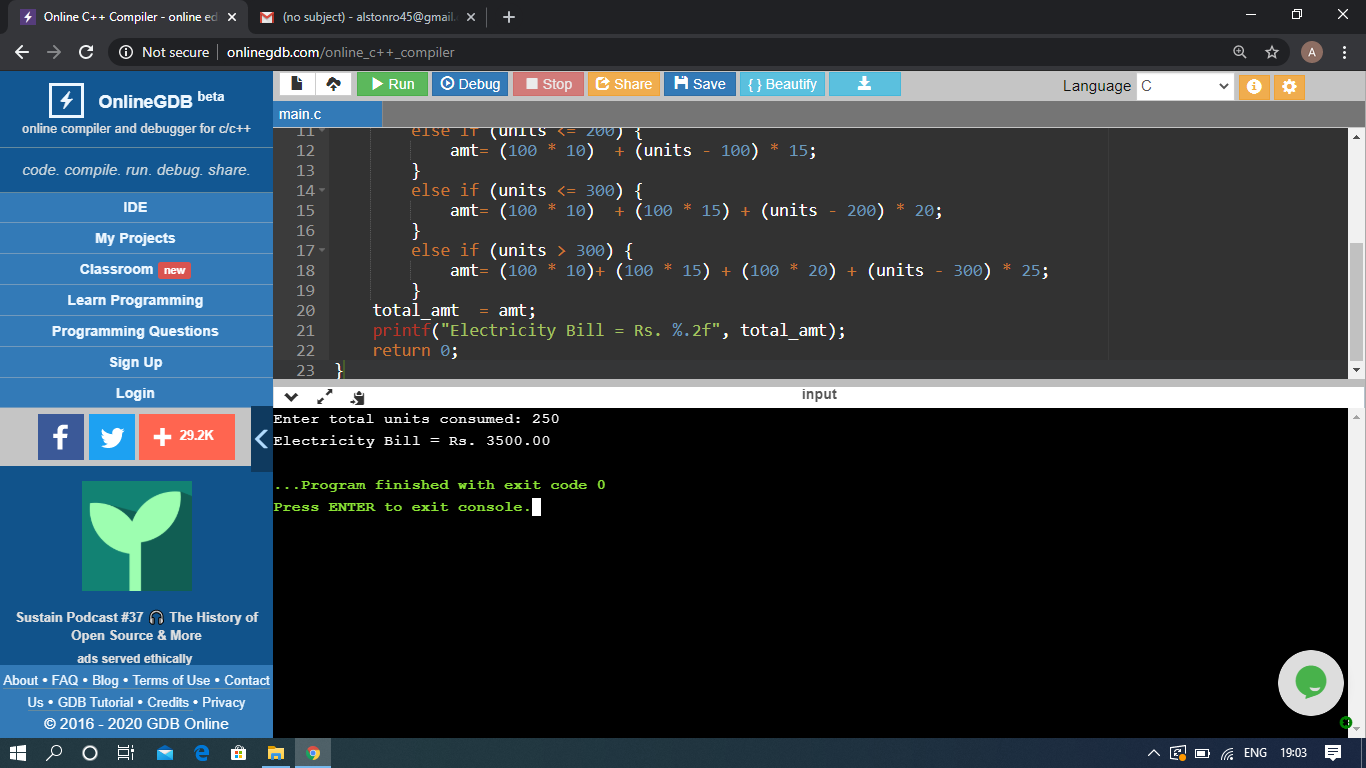 Online C++ Compiler - online ed
(no subject) - alstonro45@gmail.
Not secure | onlinegdb.com/online_c++_compiler
A
OnlineGDB beta
online compiler and debugger for c/c++
code. compile. run. debug. share.
IDE
My Projects
Classroom new
Learn Programming
Programming Questions
Sign Up
Login
29.2K
Sustain Podcast #37 🎧 The History of
Open Source & More
ads served ethically
About • FAQ • Blog • Terms of Use • Contact
Us • GDB Tutorial • Credits • Privacy
© 2016 - 2020 GDB Online
Run Debug Stop Share Save { } Beautify
Language C
main.c
11 else if (units <= 200) {
12 amt= (100 * 10)  + (units - 100) * 15;
13 }
14 else if (units <= 300) {
15 amt= (100 * 10)  + (100 * 15) + (units - 200) * 20;
16 }
17 else if (units > 300) {
18 amt= (100 * 10)+ (100 * 15) + (100 * 20) + (units - 300) * 25;
19 }
20 total_amt  = amt;
21 printf("Electricity Bill = Rs. %.2f", total_amt);
22 return 0;
23 }
input
Enter total units consumed: 250
Electricity Bill = Rs. 3500.00
...Program finished with exit code 0
Press ENTER to exit console.
ENG 19:03